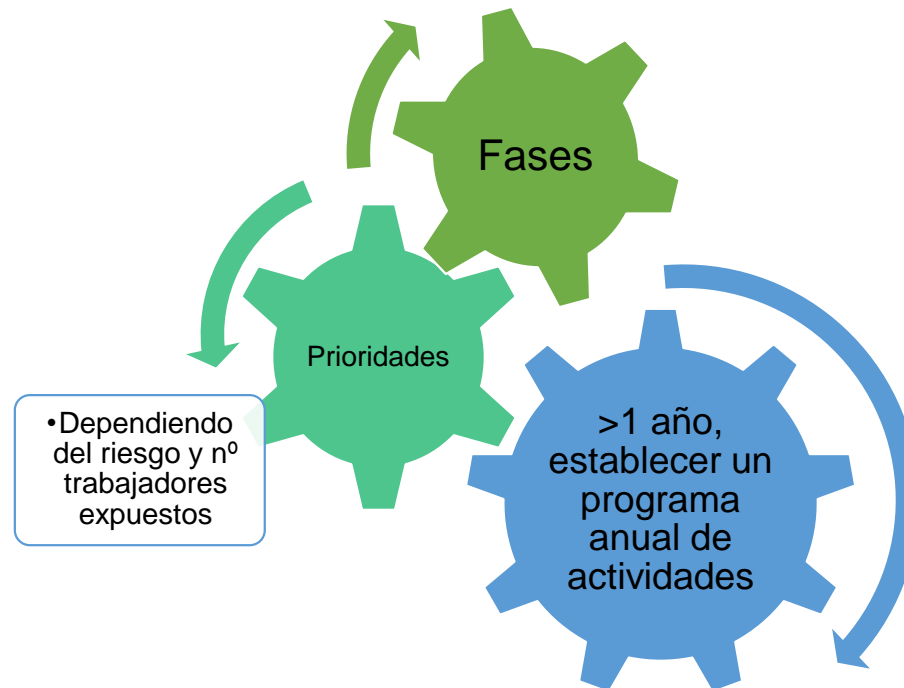 Fases
Prioridades
•Dependiendo
del riesgo y nº
trabajadores
expuestos
>1 año,
establecer un
programa
anual de
actividades